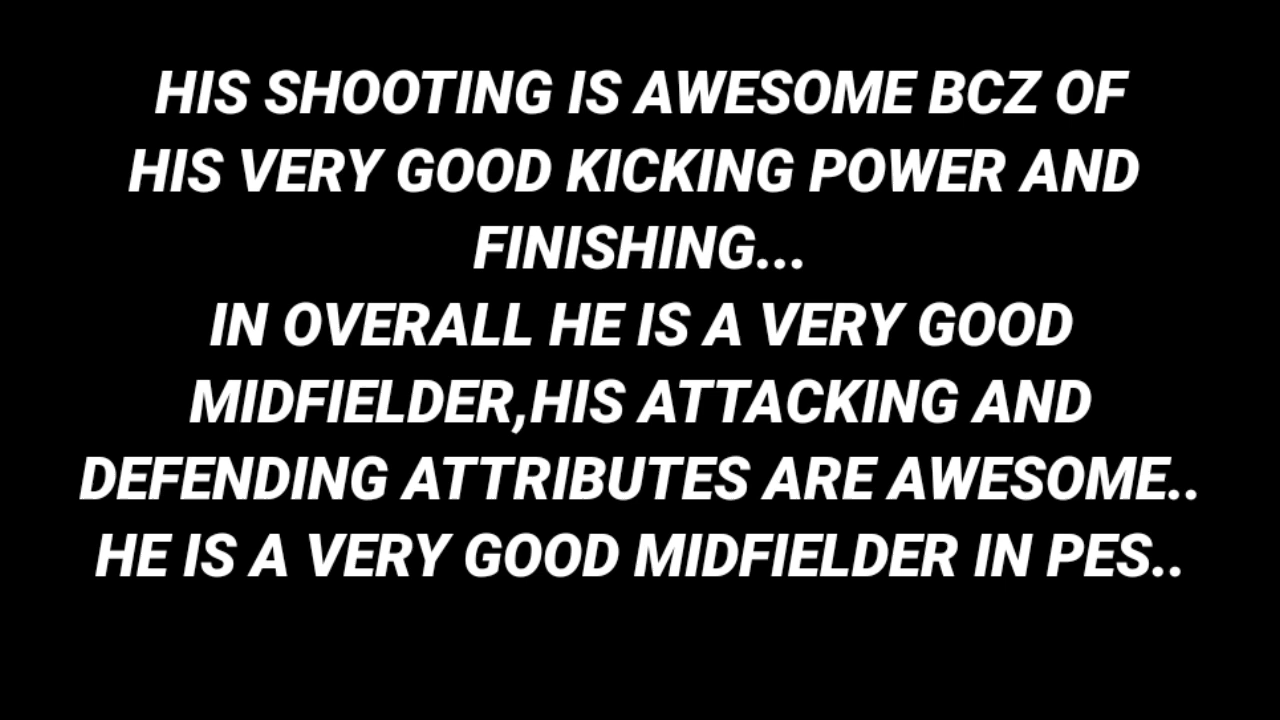 HIS SHOOTING IS AWESOME BCZ OF
HIS VERY GOOD KICKING POWER AND
FINISHING...
IN OVERALL HE IS A VERY GOOD
MIDFIELDER,HIS ATTACKING AND
DEFENDING ATTRIBUTES ARE AWESOME..
HE IS A VERY GOOD MIDFIELDER IN PES..